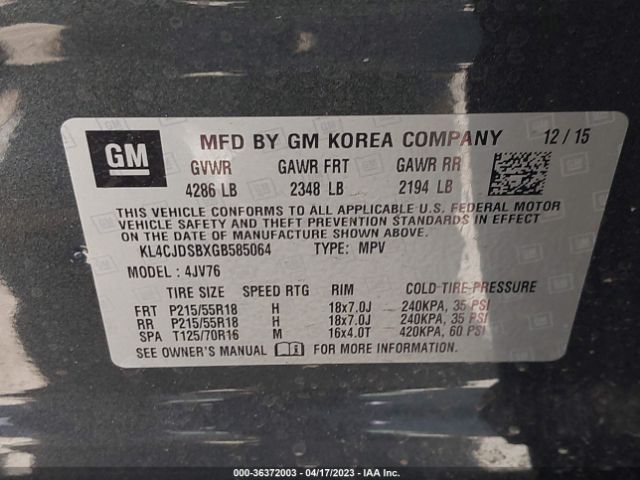 GM MFD BY GM KOREA COMPANY 12 / 15
GVWR GAWR FRT GAWR RR
4286 LB 2348 LB 2194 LB
THIS VEHICLE CONFORMS TO ALL APPLICABLE U.S. FEDERAL MOTOR
VEHICLE SAFETY AND THEFT PREVENTION STANDARDS IN EFFECT
ON THE DATE OF MANUFACTURE SHOWN ABOVE.
KL4CJDSBXGB585064 TYPE: MPV
MODEL : 4JV76
TIRE SIZE SPEED RTG RIM COLD TIRE PRESSURE
FRT P215/55R18 H 18x7.0J 240KPA, 35 PSI
RR P215/55R18 H 18x7.0J 240KPA, 35 PSI
SPA T125/70R16 M 16x4.0T 420KPA, 60 PSI
SEE OWNER'S MANUAL FOR MORE INFORMATION.
000-36372003 - 04/17/2023 - IAA Inc.